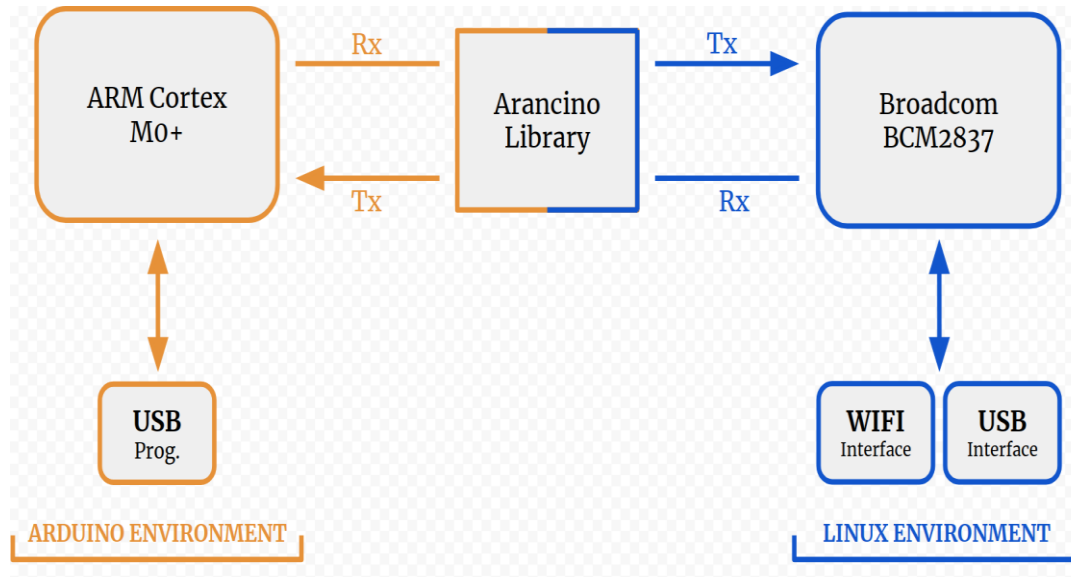 ARM Cortex
M0+
Rx
Tx
Arancino
Library
Tx
Rx
Broadcom
BCM2837
USB
Prog.
WIFI
Interface
USB
Interface
ARDUINO ENVIRONMENT
LINUX ENVIRONMENT